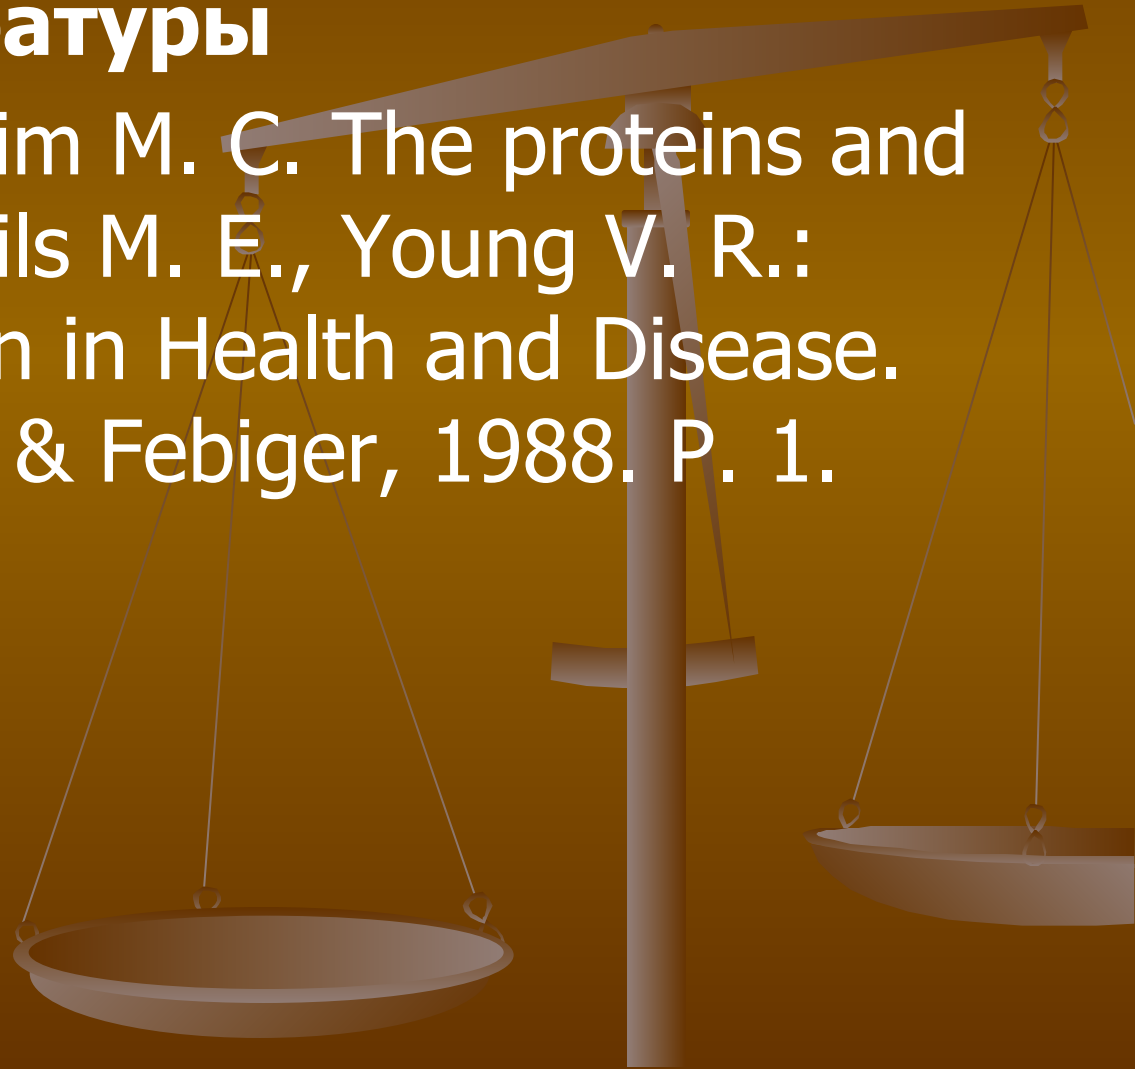 атуры
im M. C. The proteins and
ils M. E., Young V. R.:
n in Health and Disease.
& Febiger, 1988. P. 1.